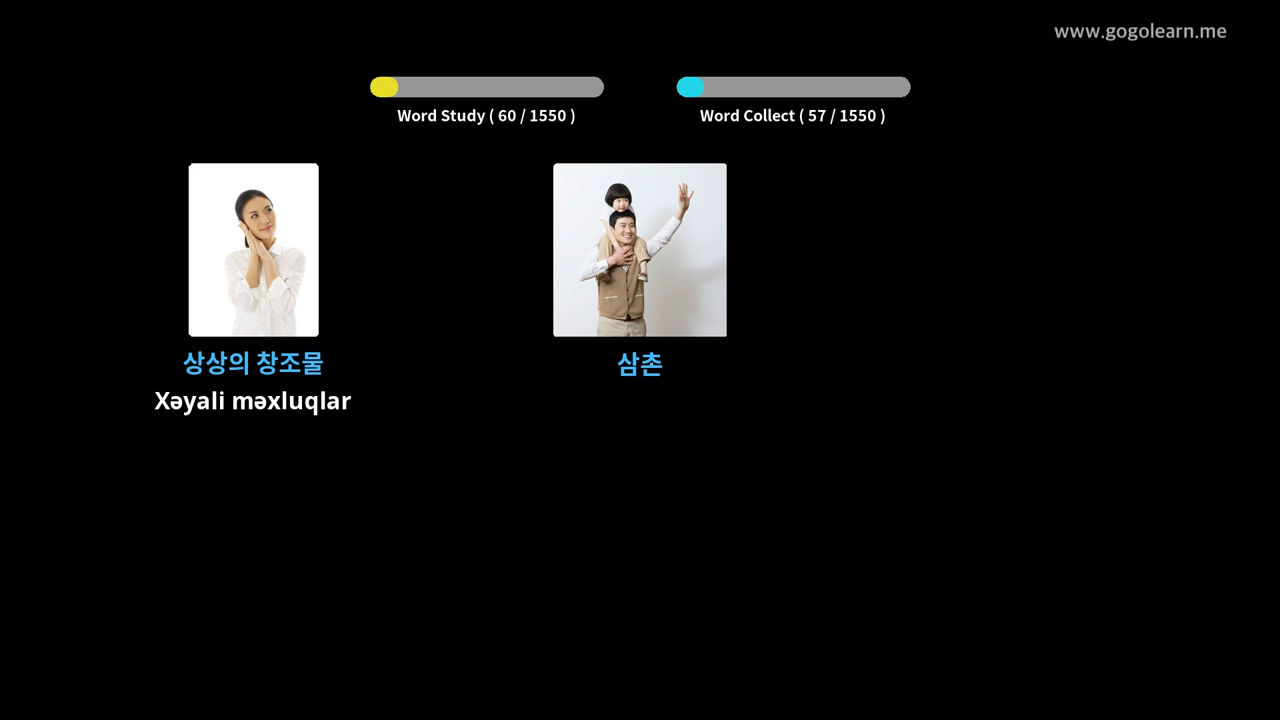 www.gogolearn.me
Word Study ( 60 / 1550 )
Word Collect ( 57 / 1550 )
상상의 창조물
Xəyali məxluqlar
삼촌